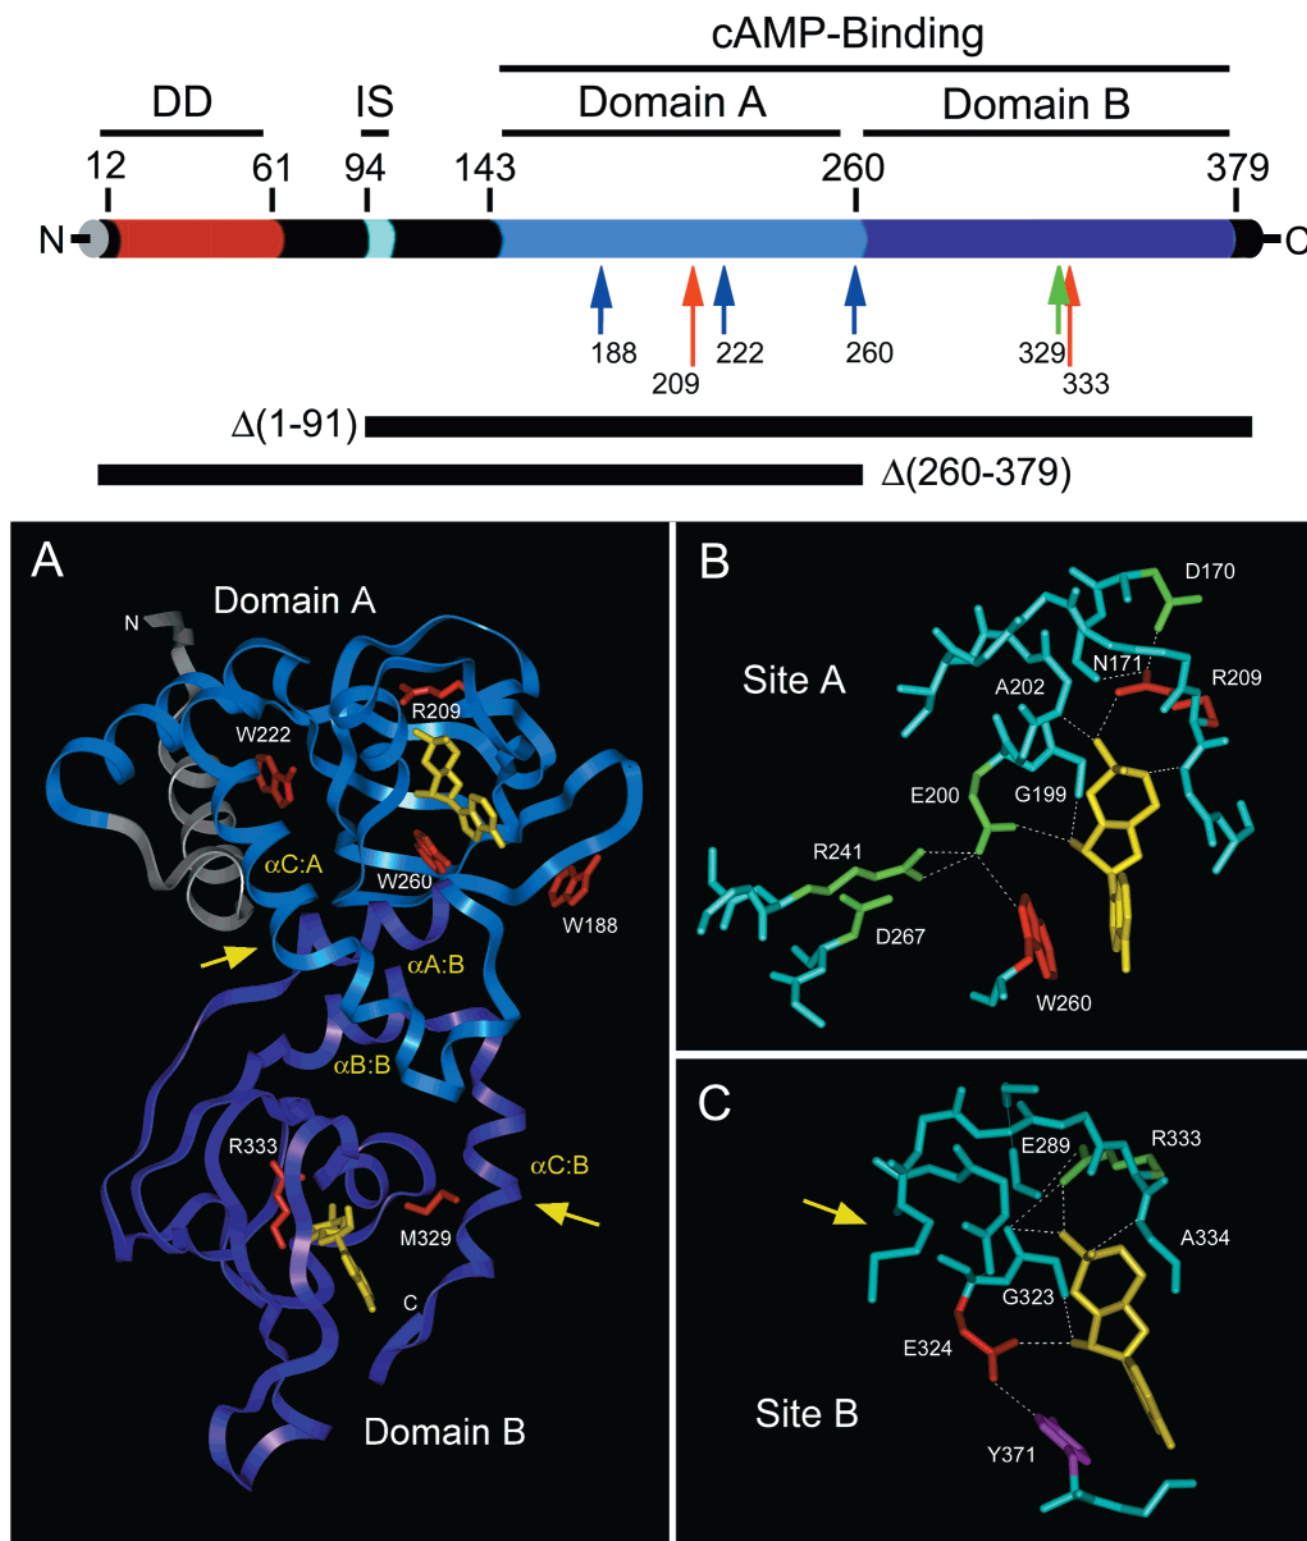 cAMP-Binding
DD IS Domain A Domain B
12 61 94 143 260 379
N C
188 222 260 329
209 333
Δ(1-91)
Δ(260-379)
A
Domain A
N
R209
W222
αC:A
W260
W188
αA:B
αB:B
R333
αC:B
M329
C
Domain B
B
D170
Site A
N171
R209
A202
E200
G199
R241
D267
W260
C
E289
R333
A334
G323
E324
Site B
Y371